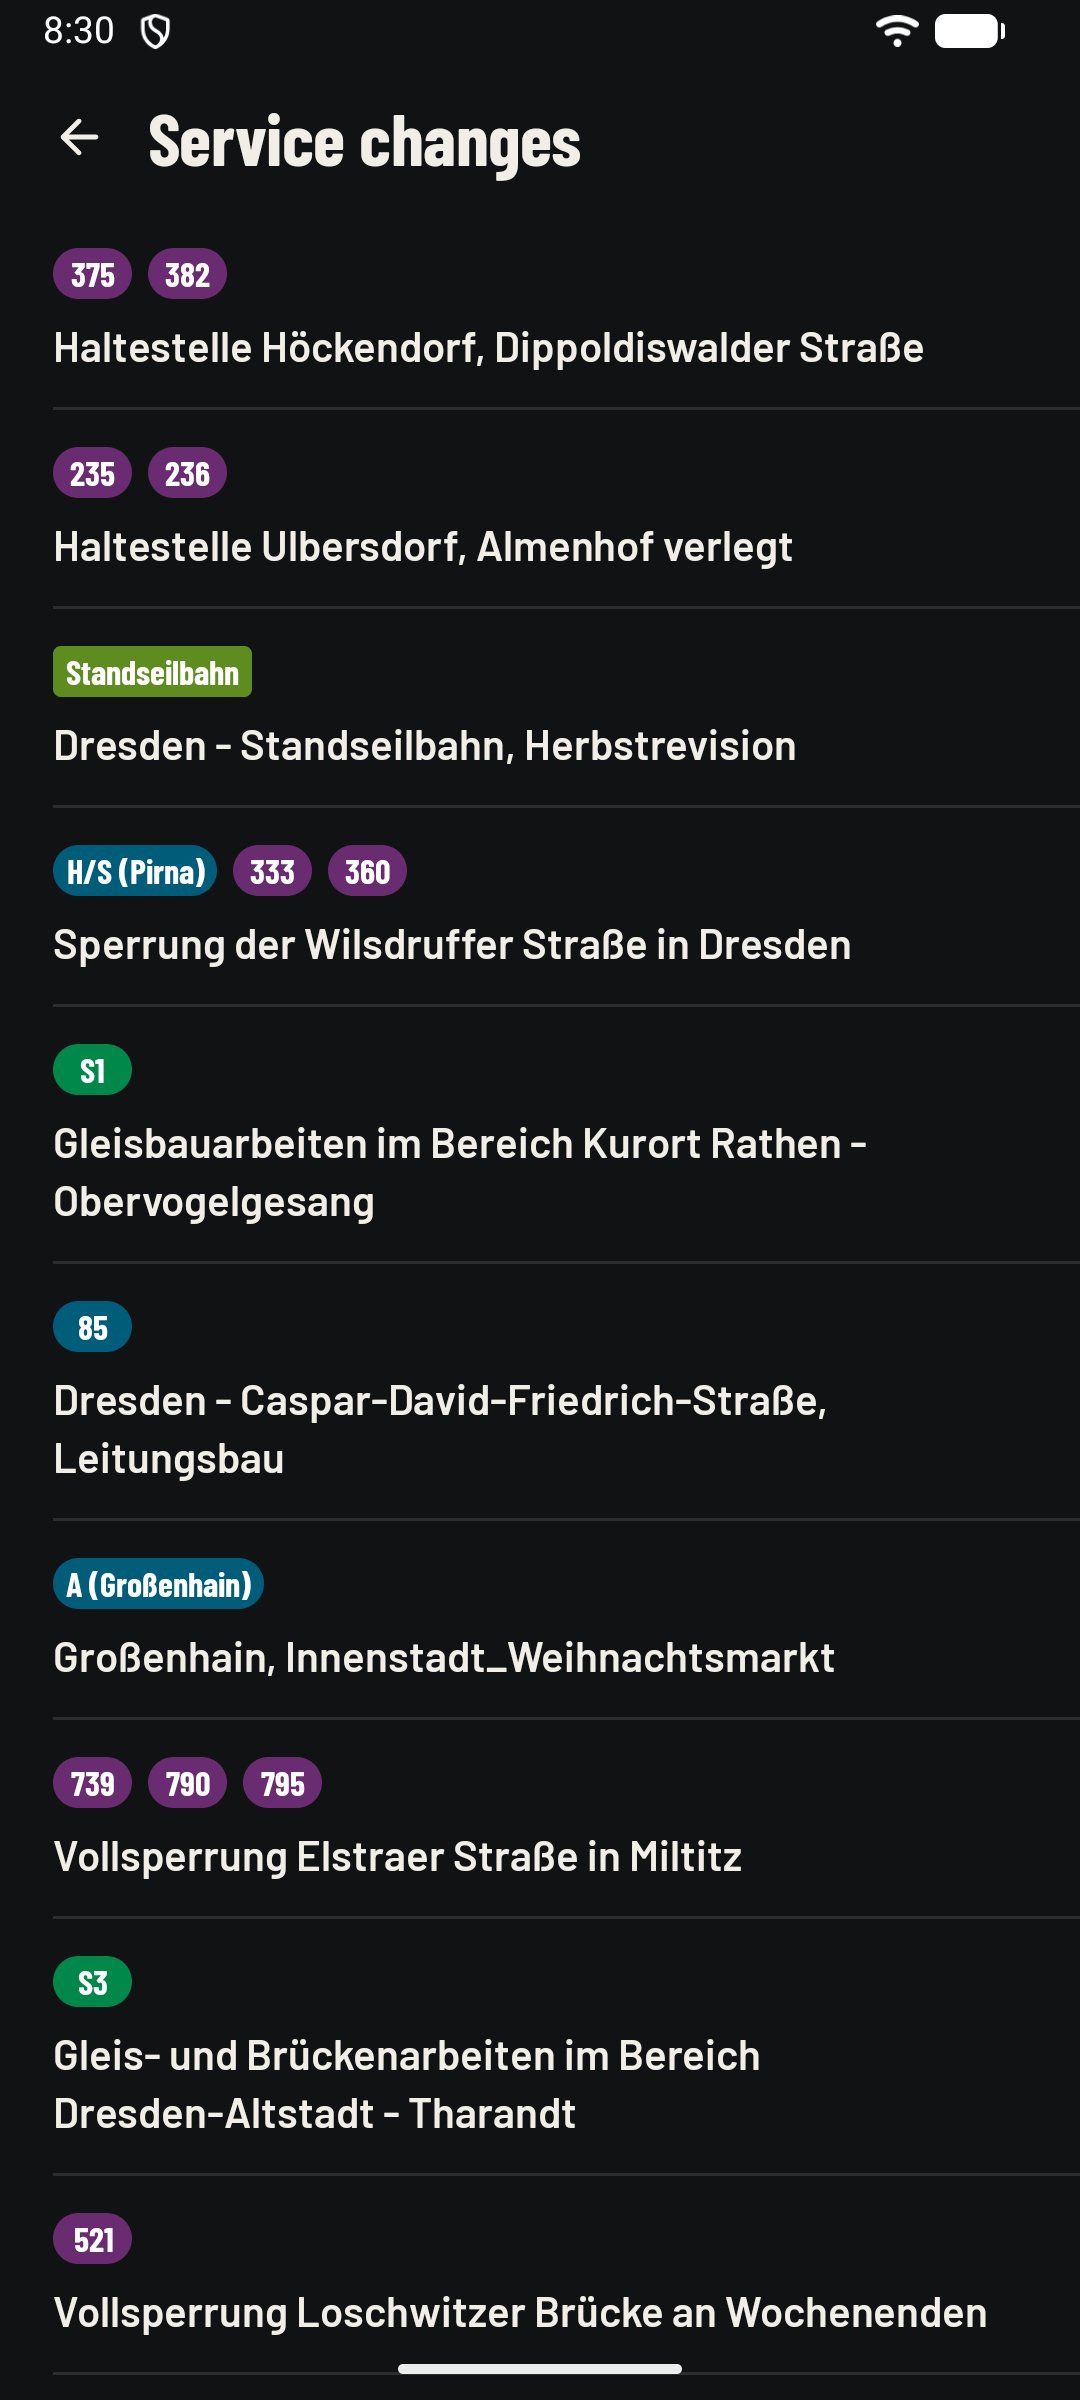 8:30
Service changes
375 382
Haltestelle Höckendorf, Dippoldiswalder Straße
235 236
Haltestelle Ulbersdorf, Almenhof verlegt
Standseilbahn
Dresden - Standseilbahn, Herbstrevision
H/S (Pirna) 333 360
Sperrung der Wilsdruffer Straße in Dresden
S1
Gleisbauarbeiten im Bereich Kurort Rathen -
Obervogelgesang
85
Dresden - Caspar-David-Friedrich-Straße,
Leitungsbau
A (Großenhain)
Großenhain, Innenstadt_Weihnachtsmarkt
739 790 795
Vollsperrung Elstraer Straße in Miltitz
S3
Gleis- und Brückenarbeiten im Bereich
Dresden-Altstadt - Tharandt
521
Vollsperrung Loschwitzer Brücke an Wochenenden